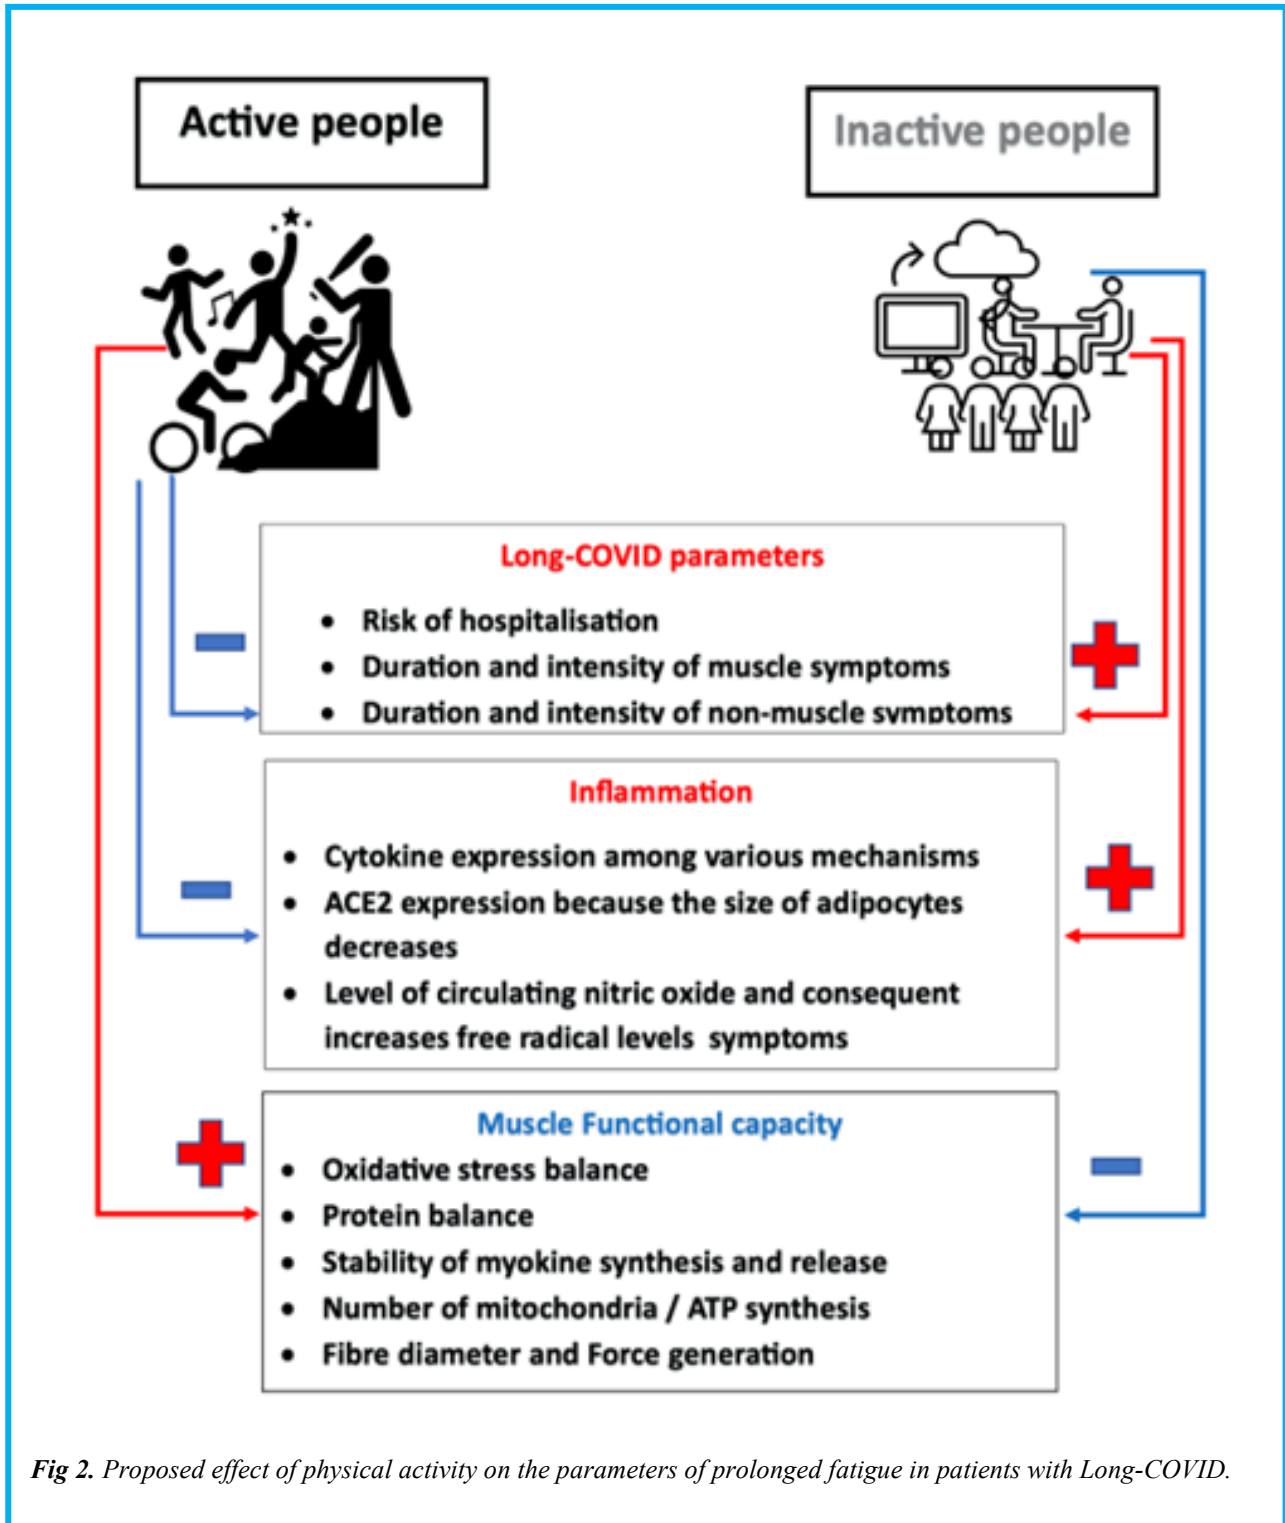 Active people
Inactive people
Long-COVID parameters
• Risk of hospitalisation
• Duration and intensity of muscle symptoms
• Duration and intensity of non-muscle symptoms
Inflammation
• Cytokine expression among various mechanisms
• ACE2 expression because the size of adipocytes
decreases
• Level of circulating nitric oxide and consequent
increases free radical levels symptoms
Muscle Functional capacity
• Oxidative stress balance
• Protein balance
• Stability of myokine synthesis and release
• Number of mitochondria / ATP synthesis
• Fibre diameter and Force generation
Fig 2. Proposed effect of physical activity on the parameters of prolonged fatigue in patients with Long-COVID.